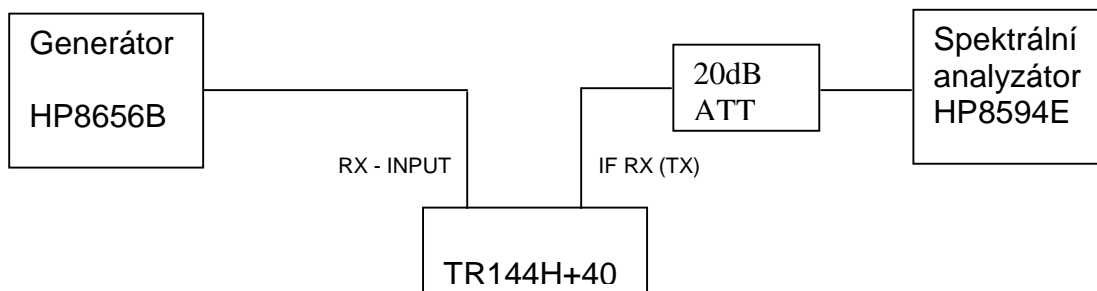 Generátor
HP8656B
20dB
ATT
Spektrální
analyzátor
HP8594E
RX - INPUT
IF RX (TX)
TR144H+40